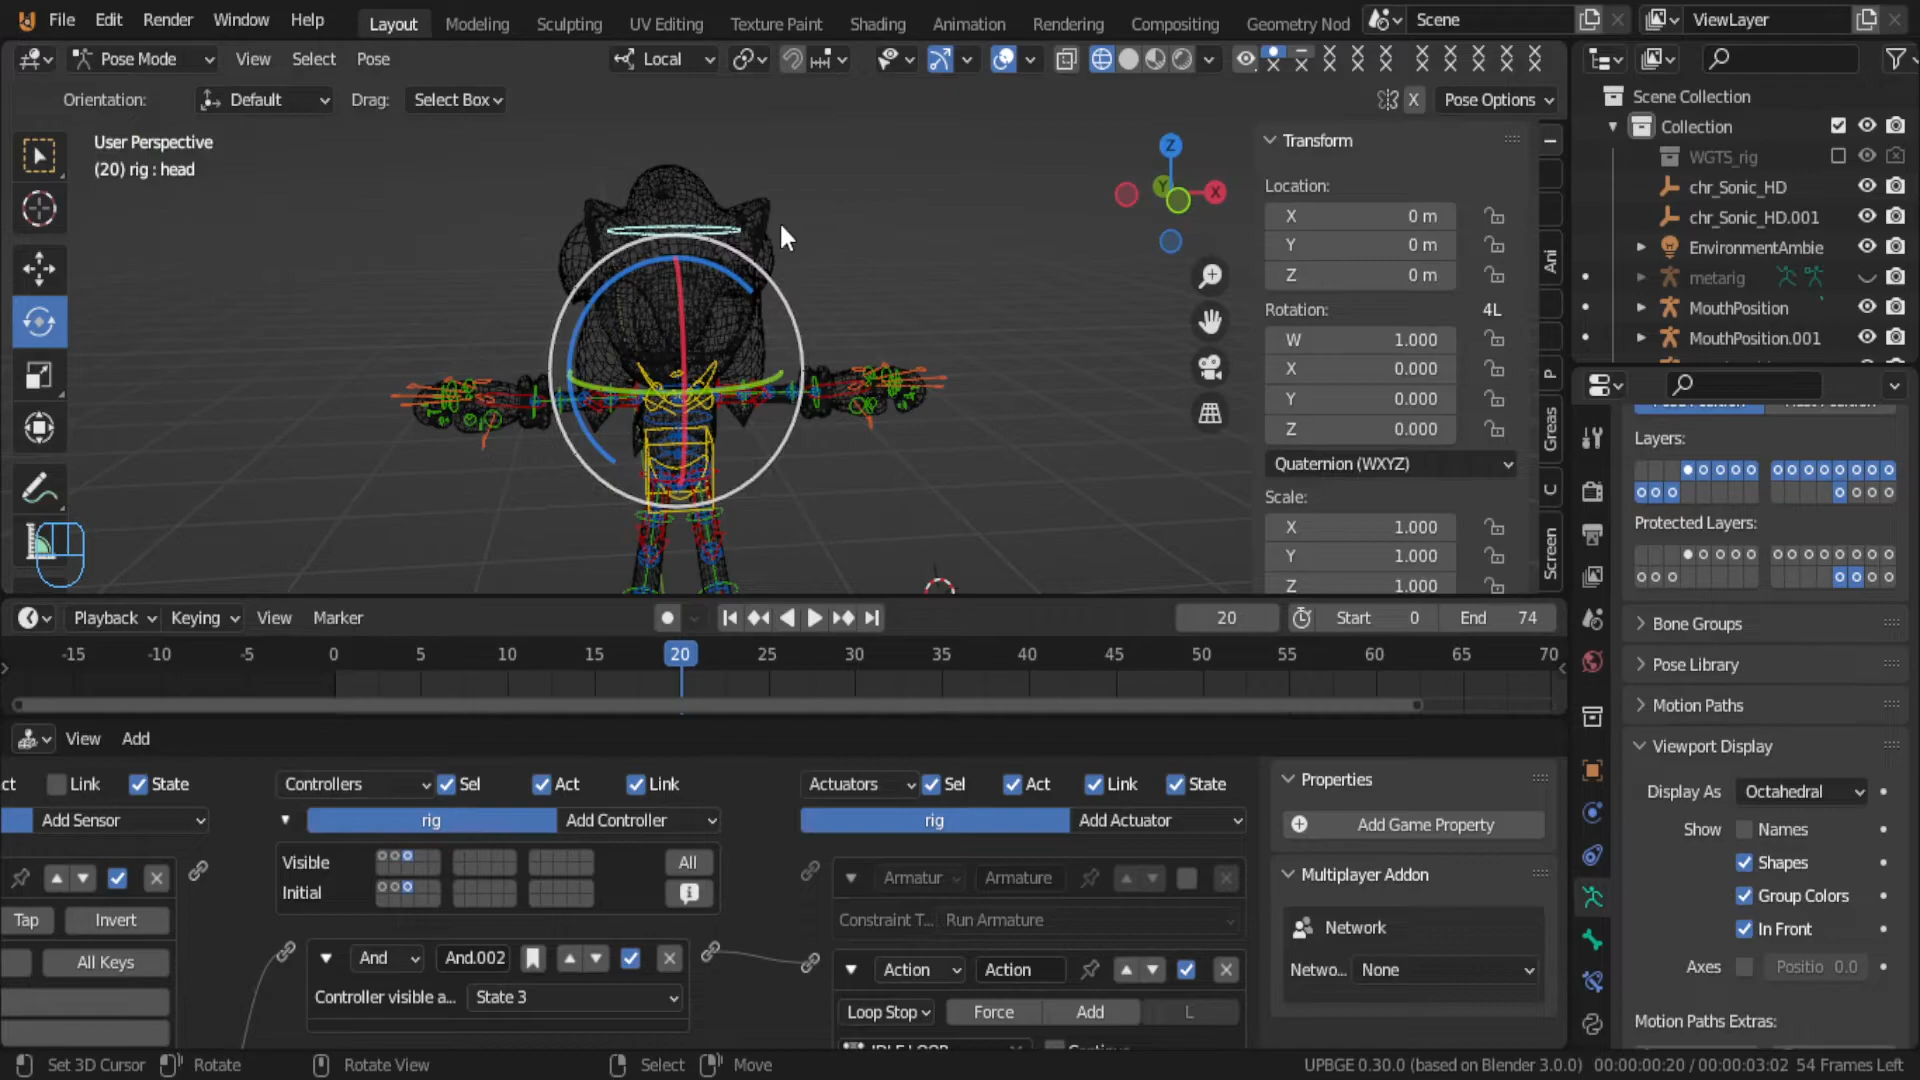 File Edit Render Window Help Layout Modeling Sculpting UV Editing Texture Paint Shading Animation Rendering Compositing Geometry Nod Scene ViewLayer
Pose Mode View Select Pose Local
Orientation: Default Drag: Select Box X Pose Options
User Perspective
(20) rig : head
Z
Y
X
Transform
Location:
X 0 m
Y 0 m
Z 0 m
Rotation: 4L
W 1.000
X 0.000
Y 0.000
Z 0.000
Quaternion (WXYZ)
Scale:
X 1.000
Y 1.000
Z 1.000
Ani
P
Greas
C
Screen
Scene Collection
Collection
WGTS_rig
chr_Sonic_HD
chr_Sonic_HD.001
EnvironmentAmbie
metarig
MouthPosition
MouthPosition.001
Layers:
Protected Layers:
Bone Groups
Pose Library
Motion Paths
Viewport Display
Display As Octahedral
Show Names
Shapes
Group Colors
In Front
Axes Positio 0.0
Motion Paths Extras:
Playback Keying View Marker 20 Start 0 End 74
-15 -10 -5 0 5 10 15 20 25 30 35 40 45 50 55 60 65 70
View Add
ct Link State Controllers Sel Act Link Actuators Sel Act Link State
Add Sensor rig Add Controller rig Add Actuator
Visible All
Initial
Armatur Armature
Constraint T... Run Armature
Tap Invert
All Keys
And And.002
Controller visible a... State 3
Action Action
Loop Stop Force Add L
IDLE LOOP
Properties
Add Game Property
Multiplayer Addon
Network
Netwo... None
Set 3D Cursor Rotate Rotate View Select Move UPBGE 0.30.0 (based on Blender 3.0.0) 00:00:00:20 / 00:00:03:02 54 Frames Left